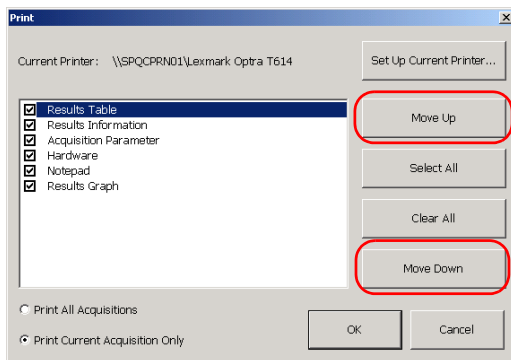 Print
Current Printer: \\SPQCPRN01\Lexmark Optra T614
Set Up Current Printer...
Results Table
Results Information
Acquisition Parameter
Hardware
Notepad
Results Graph
Move Up
Select All
Clear All
Move Down
Print All Acquisitions
Print Current Acquisition Only
OK
Cancel